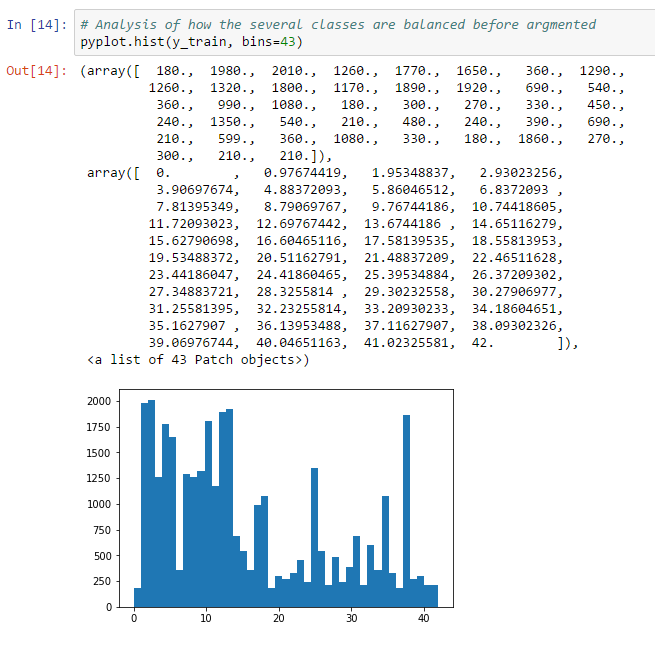 In [14]: # Analysis of how the several classes are balanced before argmented
pyplot.hist(y_train, bins=43)
Out[14]: (array([ 180., 1980., 2010., 1260., 1770., 1650., 360., 1290.,
1260., 1320., 1800., 1170., 1890., 1920., 690., 540.,
360., 990., 1080., 180., 300., 270., 330., 450.,
240., 1350., 540., 210., 480., 240., 390., 690.,
210., 599., 360., 1080., 330., 180., 1860., 270.,
300., 210., 210.]),
array([ 0. , 0.97674419, 1.95348837, 2.93023256,
3.90697674, 4.88372093, 5.86046512, 6.8372093 ,
7.81395349, 8.79069767, 9.76744186, 10.74418605,
11.72093023, 12.69767442, 13.6744186 , 14.65116279,
15.62790698, 16.60465116, 17.58139535, 18.55813953,
19.53488372, 20.51162791, 21.48837209, 22.46511628,
23.44186047, 24.41860465, 25.39534884, 26.37209302,
27.34883721, 28.3255814 , 29.30232558, 30.27906977,
31.25581395, 32.23255814, 33.20930233, 34.18604651,
35.1627907 , 36.13953488, 37.11627907, 38.09302326,
39.06976744, 40.04651163, 41.02325581, 42. ]),
<a list of 43 Patch objects>)
2000
1750
1500
1250
1000
750
500
250
0
0 10 20 30 40